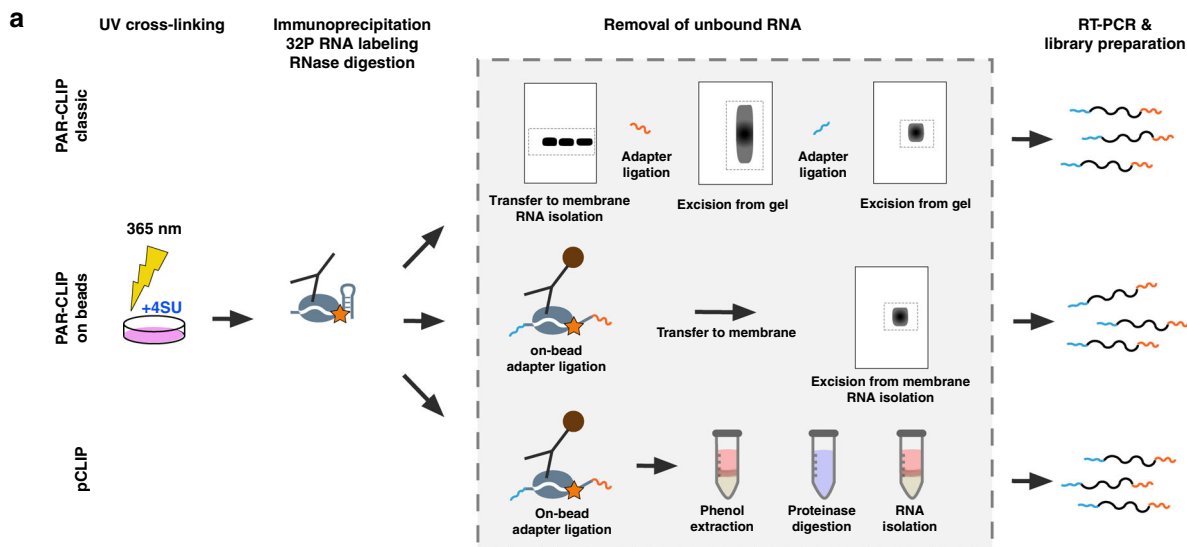 a
UV cross-linking
Immunoprecipitation
32P RNA labeling
RNase digestion
Removal of unbound RNA
RT-PCR &
library preparation
PAR-CLIP
classic
Adapter
ligation
Adapter
ligation
Transfer to membrane
RNA isolation
Excision from gel
Excision from gel
PAR-CLIP
on beads
365 nm
+4SU
on-bead
adapter ligation
Transfer to membrane
Excision from membrane
RNA isolation
pCLIP
On-bead
adapter ligation
Phenol
extraction
Proteinase
digestion
RNA
isolation